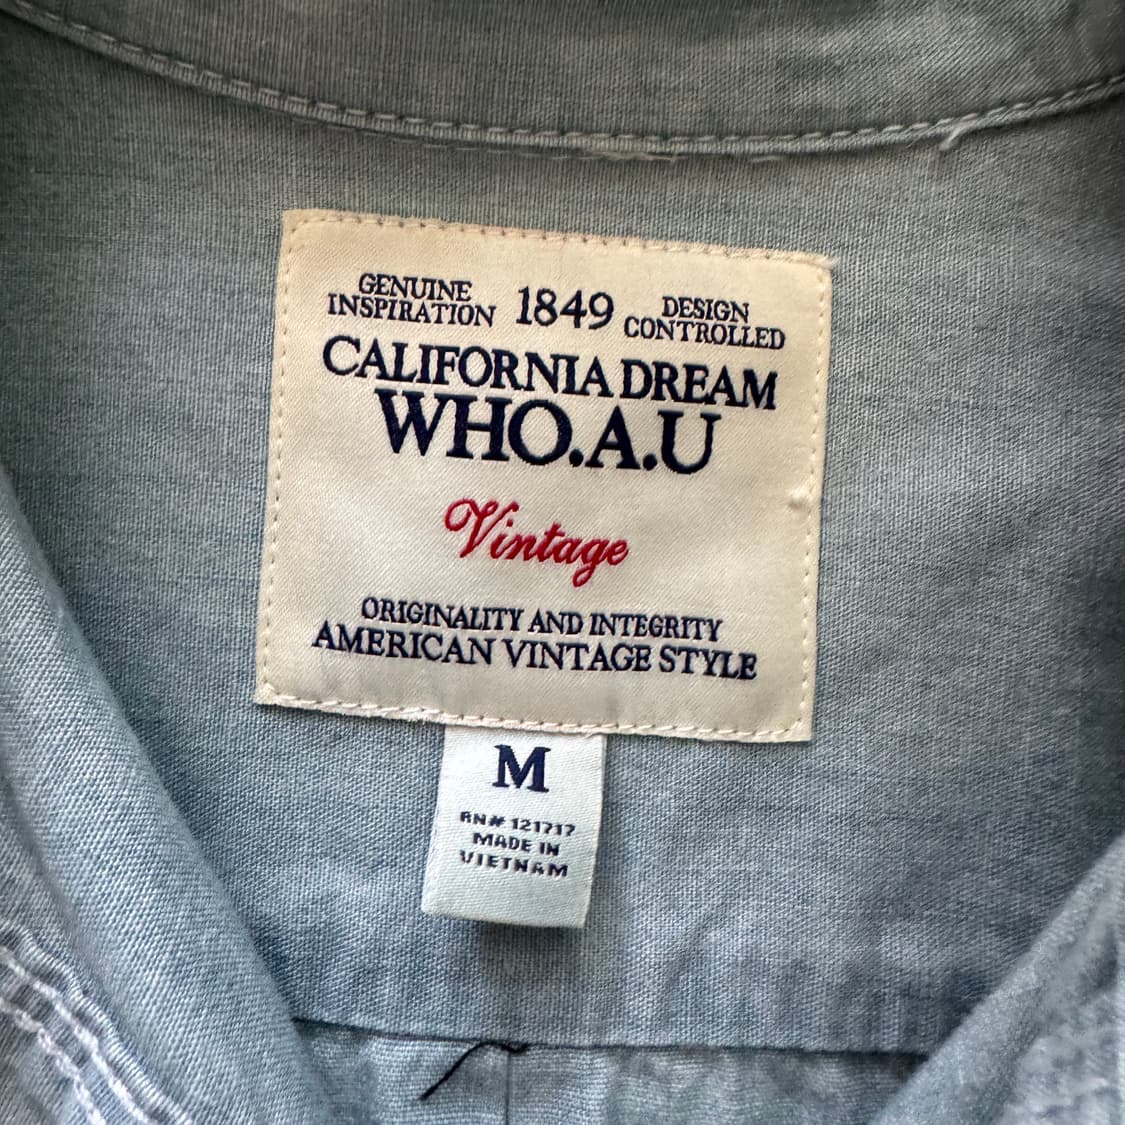 GENUINE
INSPIRATION
1849
DESIGN
CONTROLLED
CALIFORNIA DREAM
WHO.A.U
Vintage
ORIGINALITY AND INTEGRITY
AMERICAN VINTAGE STYLE
M
RN# 121717
MADE IN
VIETNAM